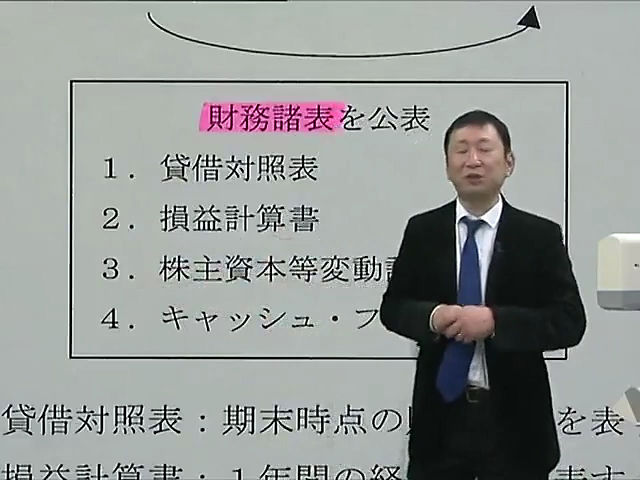 財務諸表を公表
1．貸借対照表
2．損益計算書
3．株主資本等変動
4．キャッシュ・フ
貸借対照表：期末時点の を表
損益計算書：1年間の経 表す